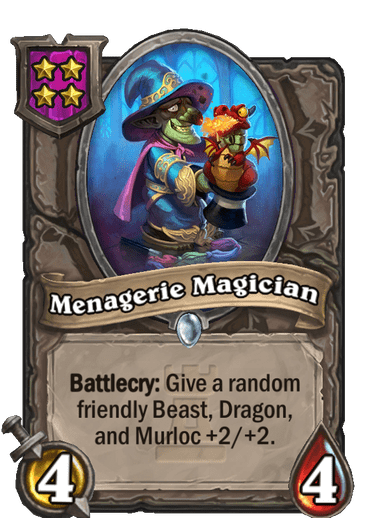 Menagerie Magician
Battlecry: Give a random
friendly Beast, Dragon,
and Murloc +2/+2.
4
4